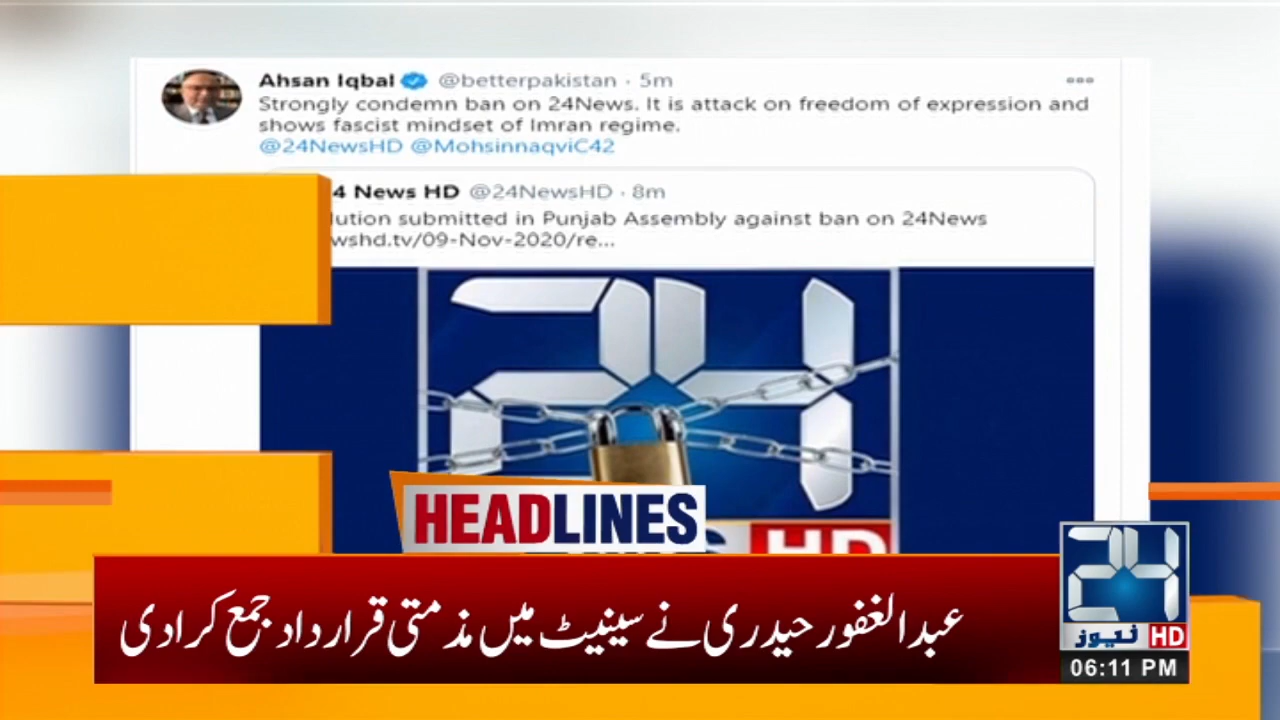 Ahsan Iqbal @betterpakistan · 5m
Strongly condemn ban on 24News. It is attack on freedom of expression and
shows fascist mindset of Imran regime.
@24NewsHD @MohsinnaqviC42
4 News HD @24NewsHD · 8m
lution submitted in Punjab Assembly against ban on 24News
wshd.tv/09-Nov-2020/re...
24
HD
HEADLINES
عبدالغفور حیدری نے سینیٹ میں مذمتی قرارداد جمع کرادی
24
نیوز HD
06:11 PM